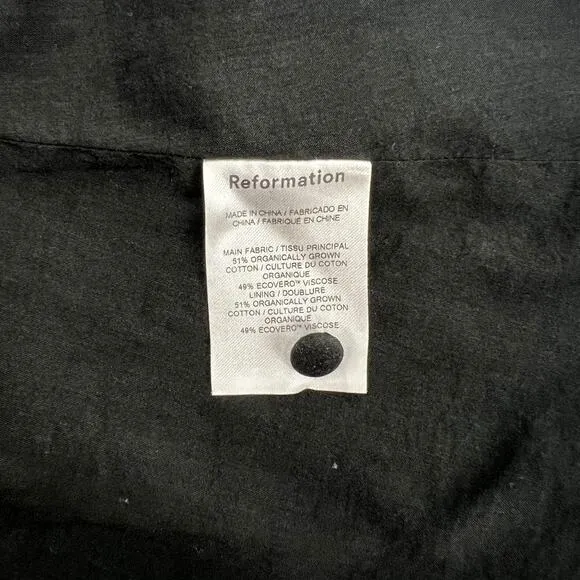 Reformation
MADE IN CHINA / FABRICADO EN
CHINA / FABRIQUÉ EN CHINE
MAIN FABRIC / TISSU PRINCIPAL
51% ORGANICALLY GROWN
COTTON / CULTURE DU COTON
ORGANIQUE
49% ECOVERO™ VISCOSE
LINING / DOUBLURE
51% ORGANICALLY GROWN
COTTON / CULTURE DU COTON
ORGANIQUE
49% ECOVERO™ VISCOSE